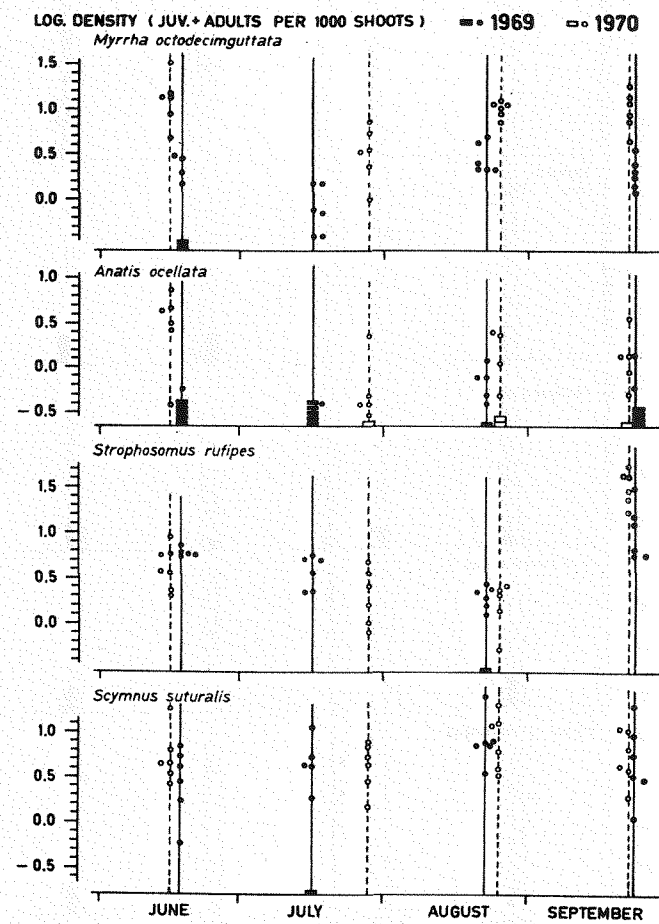 LOG. DENSITY ( JUV.+ ADULTS PER 1000 SHOOTS ) 1969 1970
Myrrha octodecimguttata
1.5
1.0
0.5
0.0
Anatis ocellata
1.0
0.5
0.0
– 0.5
Strophosomus rufipes
1.5
1.0
0.5
0.0
Scymnus suturalis
1.0
0.5
0.0
– 0.5
JUNE JULY AUGUST SEPTEMBER